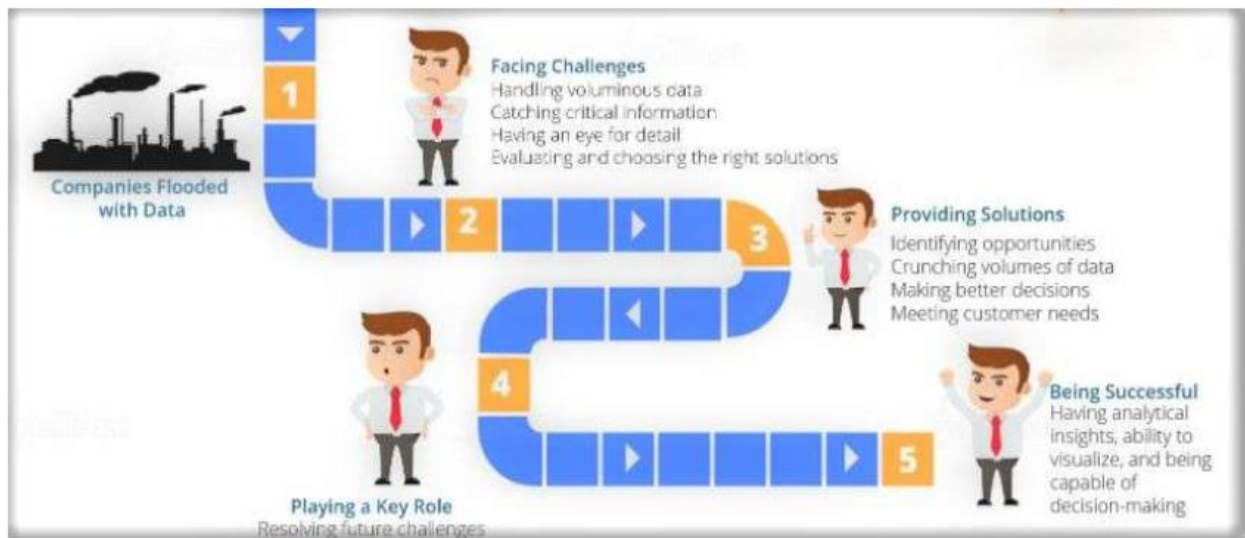 1
Companies Flooded
with Data
2
Facing Challenges
Handling voluminous data
Catching critical information
Having an eye for detail
Evaluating and choosing the right solutions
3
Providing Solutions
Identifying opportunities
Crunching volumes of data
Making better decisions
Meeting customer needs
4
Playing a Key Role
Resolving future challenges
5
Being Successful
Having analytical
insights, ability to
visualize, and being
capable of
decision-making